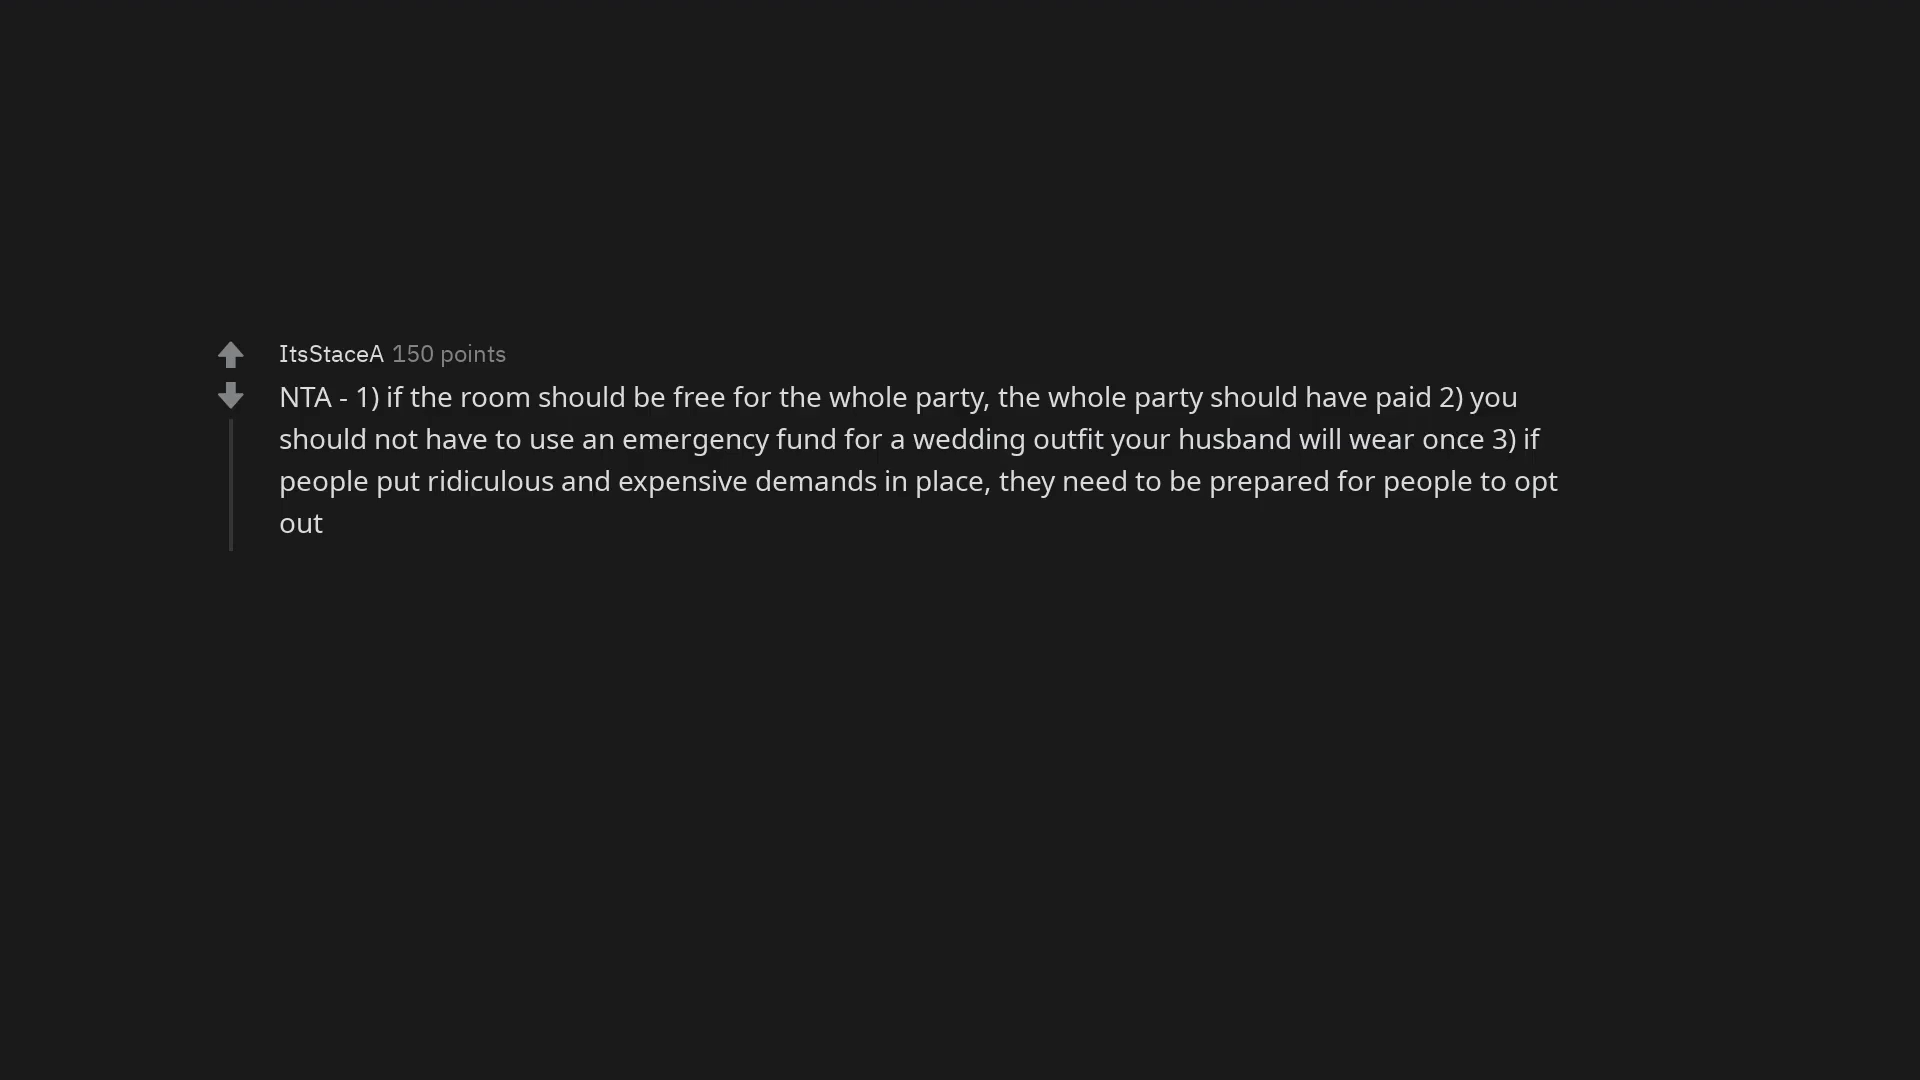 ItsStaceA 150 points
NTA - 1) if the room should be free for the whole party, the whole party should have paid 2) you
should not have to use an emergency fund for a wedding outfit your husband will wear once 3) if
people put ridiculous and expensive demands in place, they need to be prepared for people to opt
out